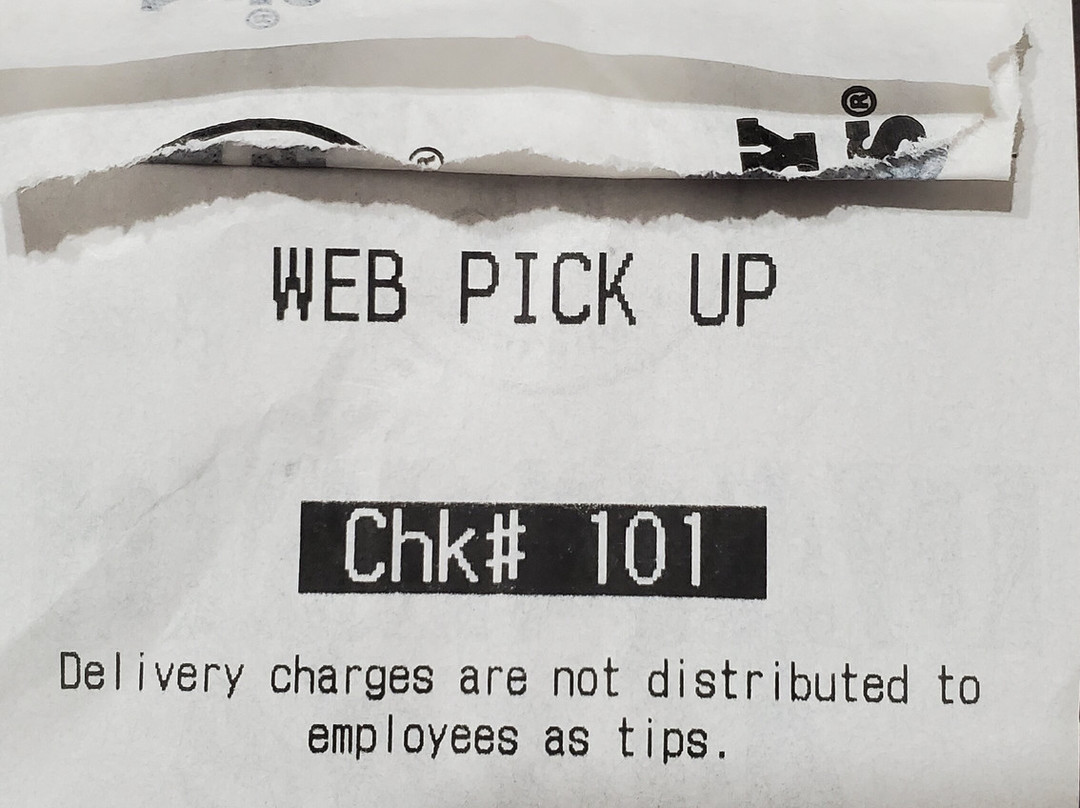 WEB PICK UP
Chk# 101
Delivery charges are not distributed to
employees as tips.